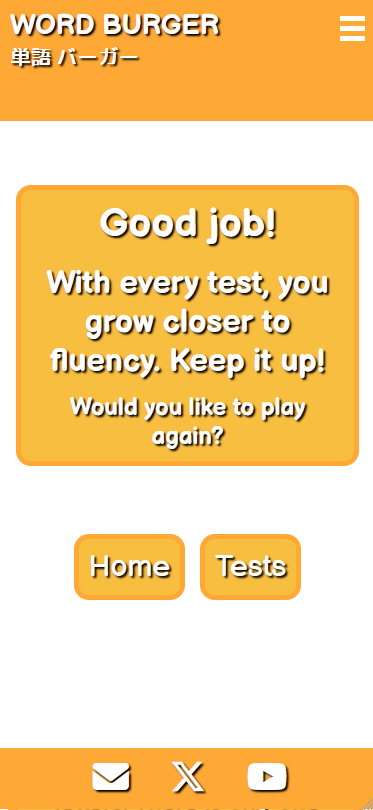 WORD BURGER
単語 バーガー
Good job!
With every test, you
grow closer to
fluency. Keep it up!
Would you like to play
again?
Home
Tests